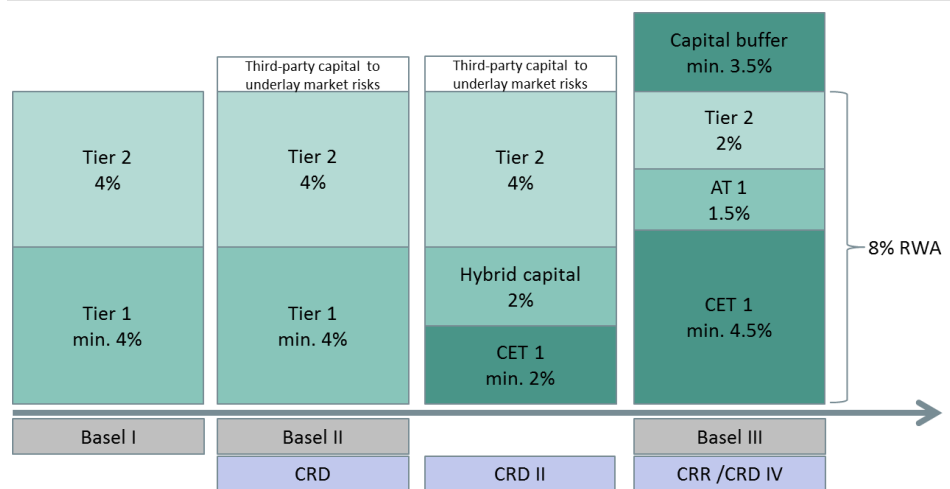 Tier 2
4%
Tier 1
min. 4%
Third-party capital to
underlay market risks
Tier 2
4%
Tier 1
min. 4%
Third-party capital to
underlay market risks
Tier 2
4%
Hybrid capital
2%
CET 1
min. 2%
Capital buffer
min. 3.5%
Tier 2
2%
AT 1
1.5%
CET 1
min. 4.5%
8% RWA
Basel I
Basel II
Basel III
CRD
CRD II
CRR /CRD IV